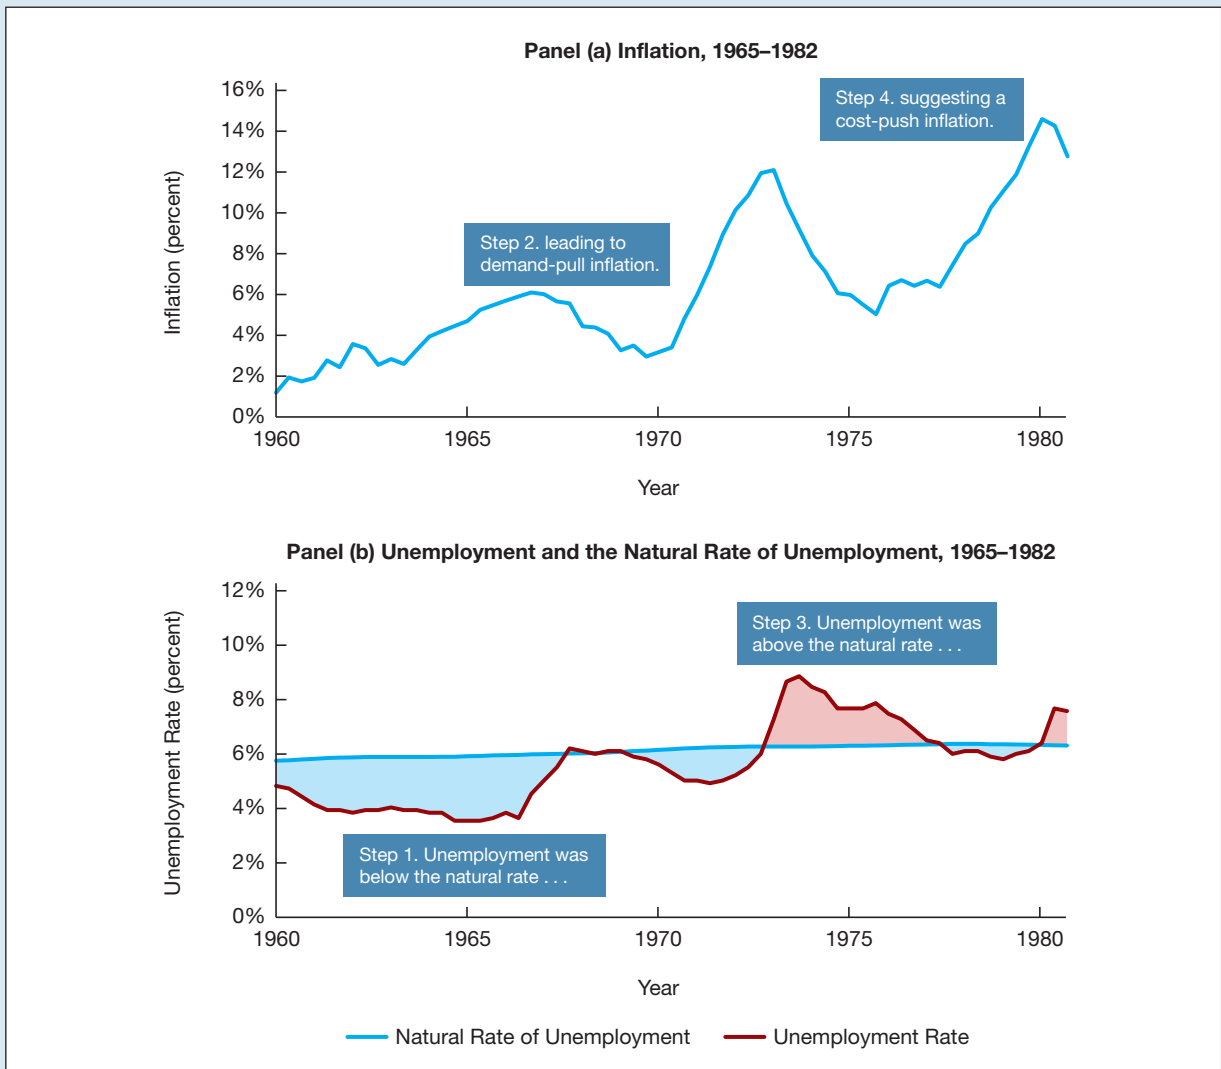 Panel (a) Inflation, 1965–1982
Inflation (percent)
16%
14%
12%
10%
8%
6%
4%
2%
0%
Step 4. suggesting a
cost-push inflation.
Step 2. leading to
demand-pull inflation.
1960
1965
1970
1975
1980
Year
Panel (b) Unemployment and the Natural Rate of Unemployment, 1965–1982
Unemployment Rate (percent)
12%
10%
8%
6%
4%
2%
0%
Step 3. Unemployment was
above the natural rate . . .
Step 1. Unemployment was
below the natural rate . . .
1960
1965
1970
1975
1980
Year
Natural Rate of Unemployment
Unemployment Rate